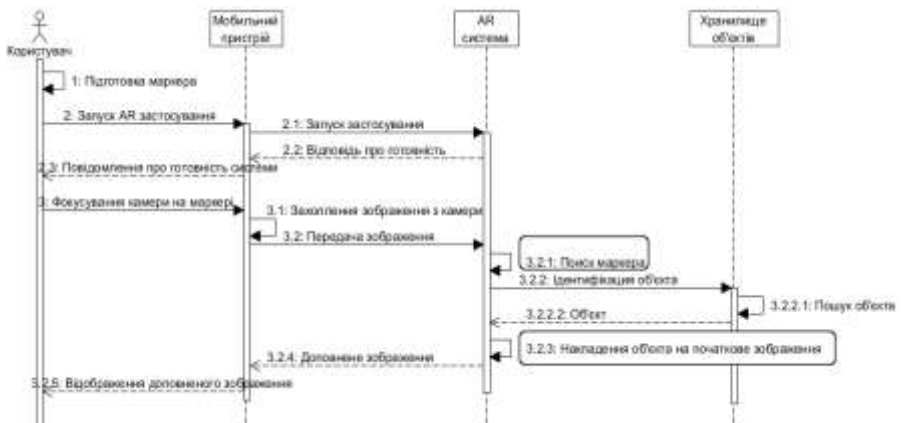 Мобильний
пристрій
AR
система
Хранилище
об'єктів
Користувач
1: Підготовка маркера
2: Запуск AR застосування
2.1: Запуск застосування
2.2: Відповідь про готовність
2.3: Повідомлення про готовність системи
3: Фокусування камери на маркері
3.1: Захоплення зображення з камери
3.2: Передача зображення
3.2.1: Поиск маркера
3.2.2: Ідентифікация об'єкта
3.2.2.1: Пошук об'єкта
3.2.2.2: Об'єкт
3.2.3: Накладення об'єкта на початкове зображення
3.2.4: Доповнене зображення
3.2.5: Відображення доповненого зображення